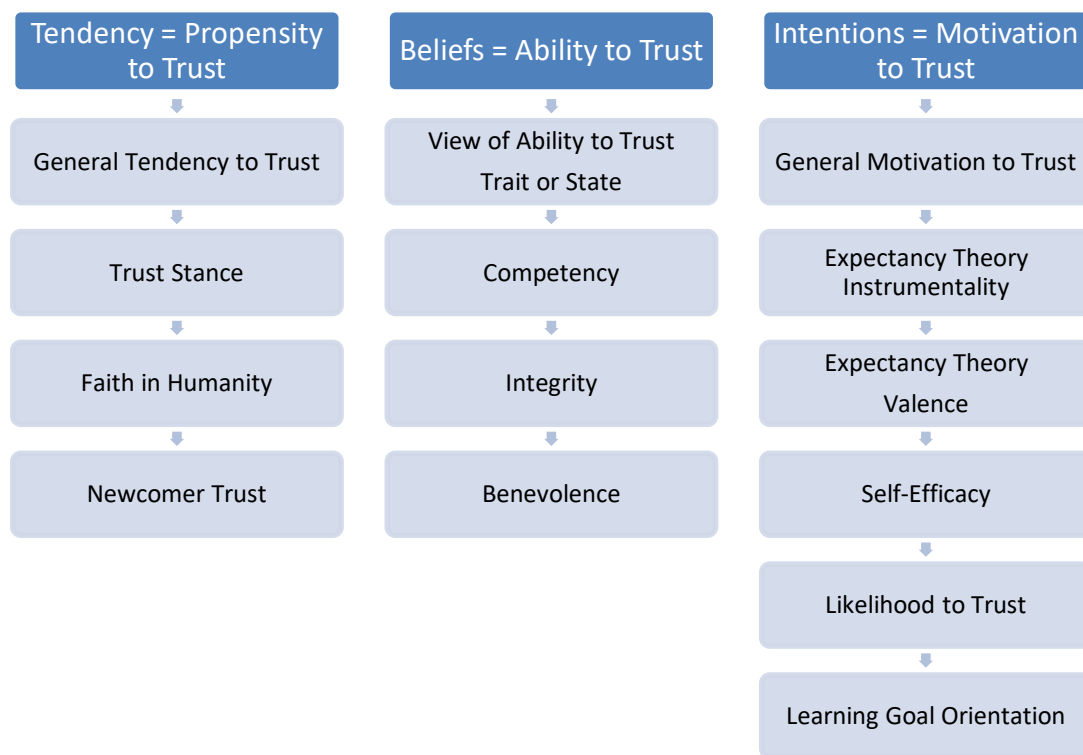 Tendency = Propensity
to Trust
General Tendency to Trust
Trust Stance
Faith in Humanity
Newcomer Trust
Beliefs = Ability to Trust
View of Ability to Trust
Trait or State
Competency
Integrity
Benevolence
Intentions = Motivation
to Trust
General Motivation to Trust
Expectancy Theory
Instrumentality
Expectancy Theory
Valence
Self-Efficacy
Likelihood to Trust
Learning Goal Orientation